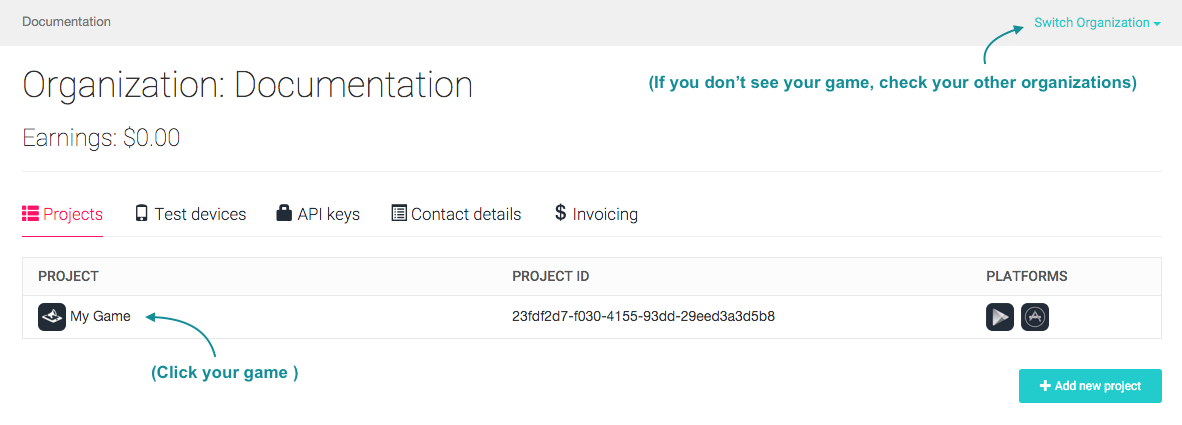 Documentation
Switch Organization
(If you don’t see your game, check your other organizations)
Organization: Documentation
Earnings: $0.00
Projects Test devices API keys Contact details $ Invoicing
PROJECT PROJECT ID PLATFORMS
My Game 23fdf2d7-f030-4155-93dd-29eed3a3d5b8
(Click your game )
+ Add new project